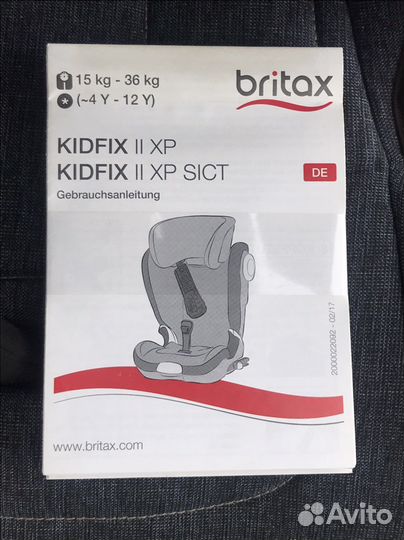 15 kg - 36 kg
(~4 Y - 12 Y)
britax
KIDFIX II XP
KIDFIX II XP SICT
DE
Gebrauchsanleitung
2000022092 - 02/17
www.britax.com
Avito